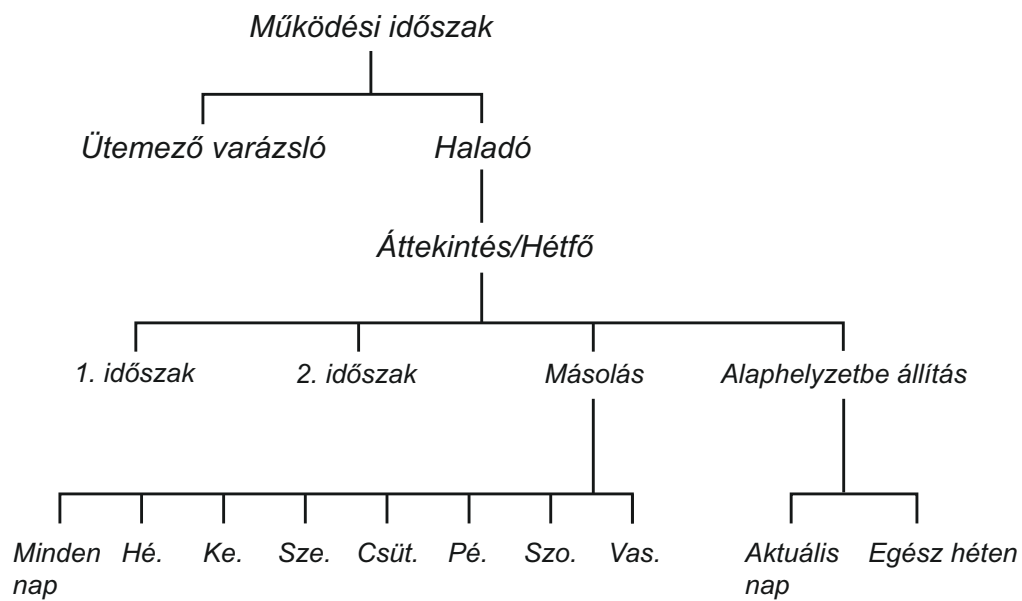 Működési időszak
Ütemező varázsló
Haladó
Áttekintés/Hétfő
1. időszak
2. időszak
Másolás
Alaphelyzetbe állítás
Minden
nap
Hé.
Ke.
Sze.
Csüt.
Pé.
Szo.
Vas.
Aktuális
nap
Egész héten